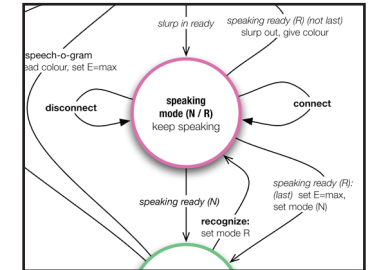 slurp in ready
speaking ready (R) (not last)
slurp out, give colour
speech-o-gram
ead colour, set E=max
disconnect
speaking
mode (N / R)
keep speaking
connect
speaking ready (R):
(last) set E=max,
set mode (N)
speaking ready (N)
recognize:
set mode R